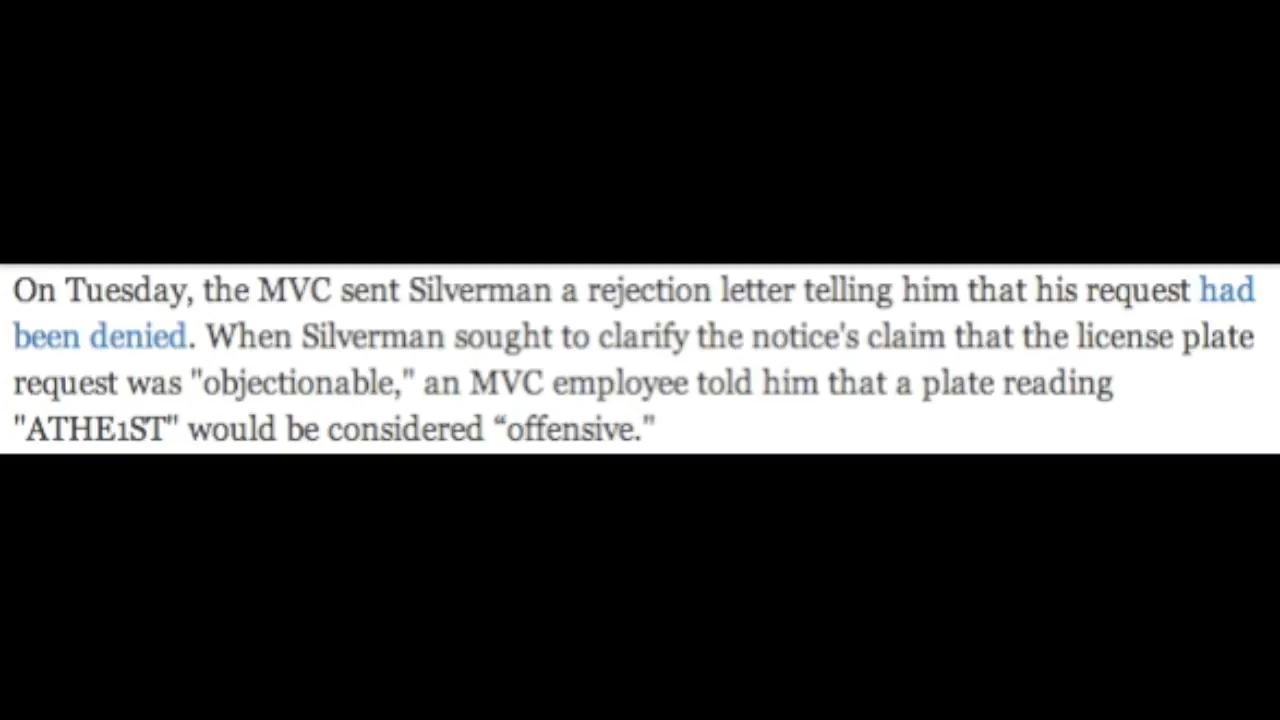 On Tuesday, the MVC sent Silverman a rejection letter telling him that his request had
been denied. When Silverman sought to clarify the notice's claim that the license plate
request was "objectionable," an MVC employee told him that a plate reading
"ATHE1ST" would be considered “offensive."